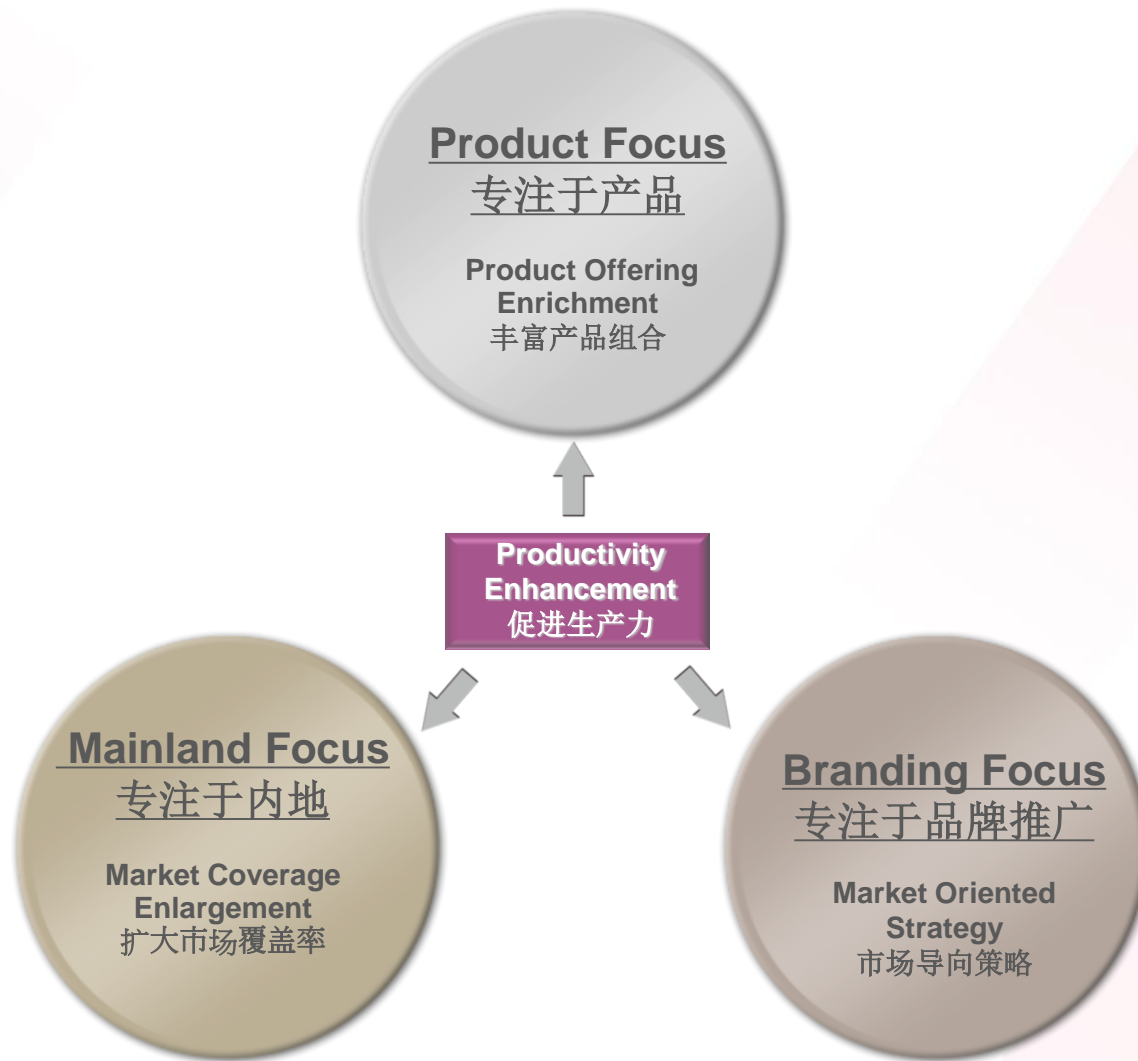 Product Focus
专注于产品
Product Offering
Enrichment
丰富产品组合
Productivity
Enhancement
促进生产力
Mainland Focus
专注于内地
Market Coverage
Enlargement
扩大市场覆盖率
Branding Focus
专注于品牌推广
Market Oriented
Strategy
市场导向策略